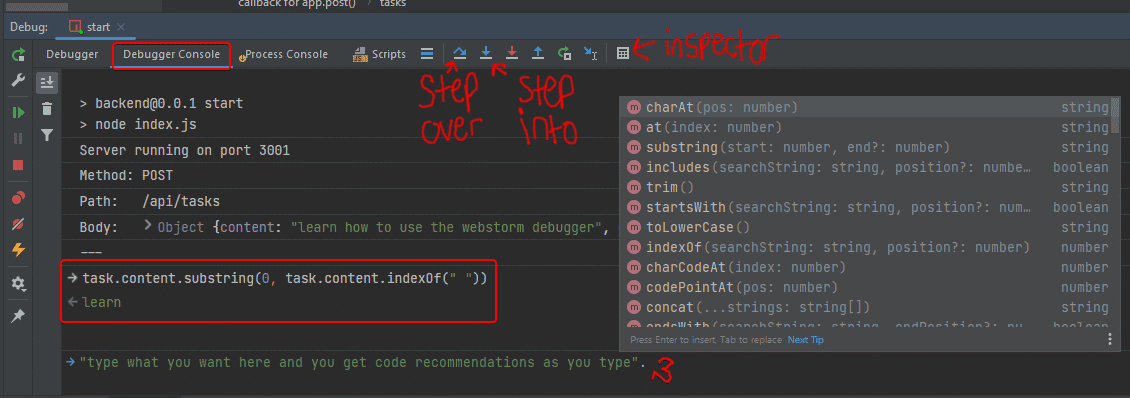 callback for app.post() › tasks
Debug: start ×
Debugger Debugger Console Process Console Scripts ← inspector
step over step into
> backend@0.0.1 start
> node index.js
Server running on port 3001
Method: POST
Path: /api/tasks
Body: > Object {content: "learn how to use the webstorm debugger",
---
→ task.content.substring(0, task.content.indexOf(" "))
← learn
→ "type what you want here and you get code recommendations as you type".
3
m charAt(pos: number) string
m at(index: number) string
m substring(start: number, end?: number) string
m includes(searchString: string, position?: numbe… boolean
m trim() string
m startsWith(searchString: string, position?: num… boolean
m toLowerCase() string
m indexOf(searchString: string, position?: number) number
m charCodeAt(index: number) number
m codePointAt(pos: number) number
m concat(...strings: string[]) string
m endsWith(searchString: string, endPosition?: nu… boolean
Press Enter to insert, Tab to replace Next Tip